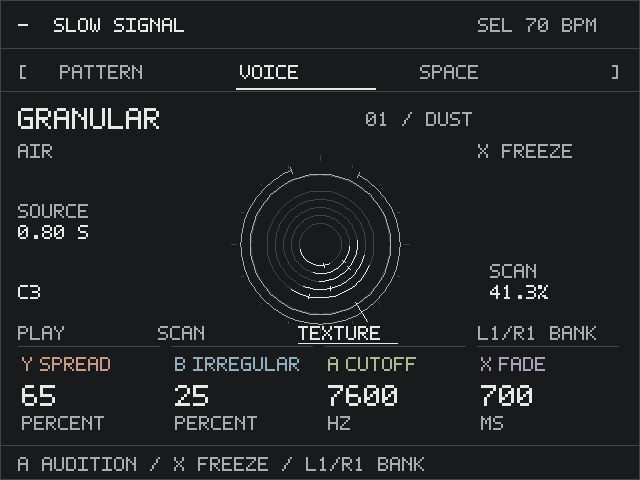 – SLOW SIGNAL SEL 70 BPM
[ PATTERN VOICE SPACE ]
GRANULAR 01 / DUST
AIR X FREEZE
SOURCE
0.80 S
SCAN
C3 41.3%
PLAY SCAN TEXTURE L1/R1 BANK
Y SPREAD B IRREGULAR A CUTOFF X FADE
65 25 7600 700
PERCENT PERCENT HZ MS
A AUDITION / X FREEZE / L1/R1 BANK